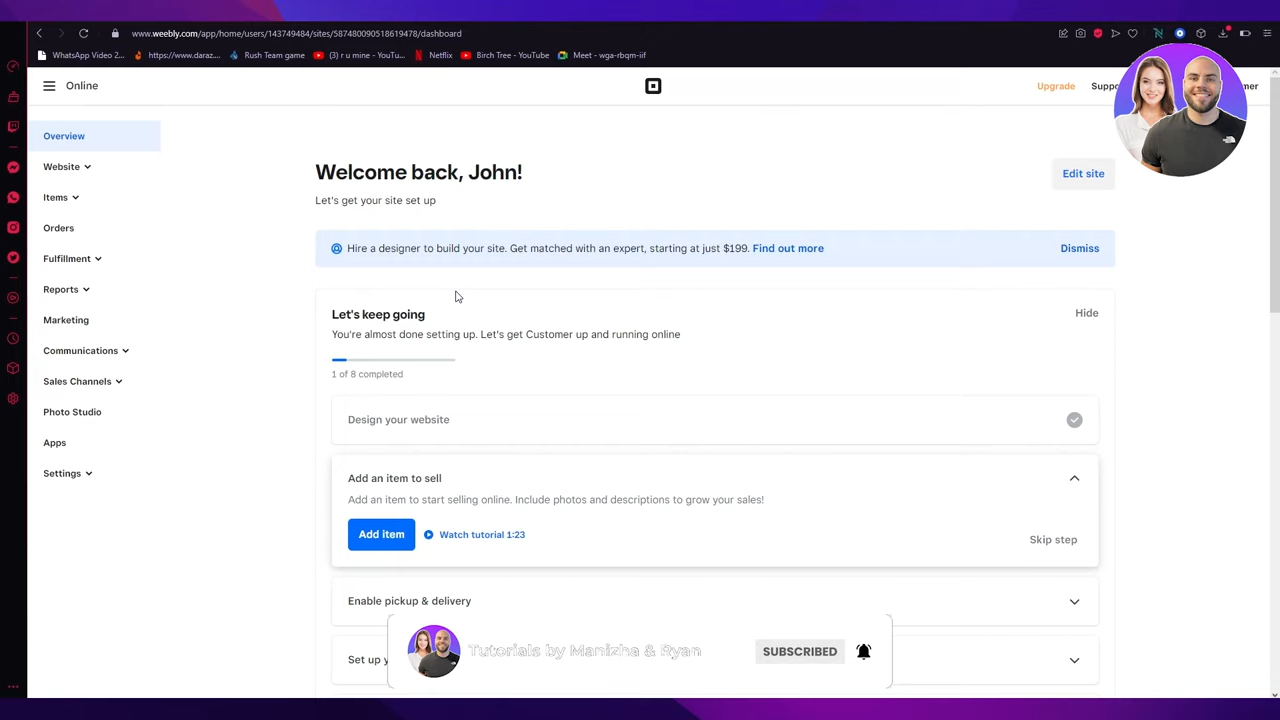 www.weebly.com/app/home/users/143749484/sites/587480090518619478/dashboard
WhatsApp Video 2...
https://www.daraz....
Rush Team game
(3) r u mine - YouTu...
Netflix
Birch Tree - YouTube
Meet - wga-rbqm-iif
Online
Upgrade
Suppo
mer
Overview
Website
Items
Orders
Fulfillment
Reports
Marketing
Communications
Sales Channels
Photo Studio
Apps
Settings
Welcome back, John!
Edit site
Let's get your site set up
Hire a designer to build your site. Get matched with an expert, starting at just $199. Find out more
Dismiss
Let's keep going
Hide
You're almost done setting up. Let's get Customer up and running online
1 of 8 completed
Design your website
Add an item to sell
Add an item to start selling online. Include photos and descriptions to grow your sales!
Add item
Watch tutorial 1:23
Skip step
Enable pickup & delivery
Set up y
Tutorials by Manizha & Ryan
SUBSCRIBED